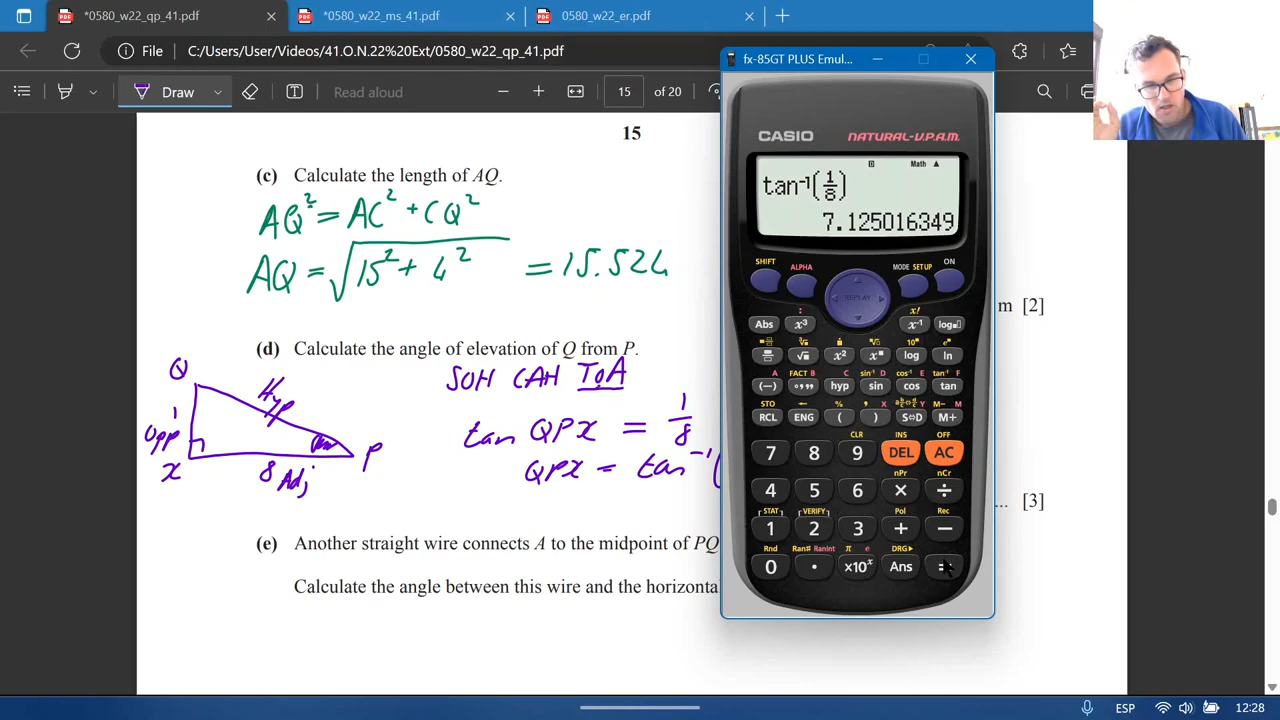 *0580_w22_qp_41.pdf
*0580_w22_ms_41.pdf
0580_w22_er.pdf
File
C:/Users/User/Videos/41.O.N.22%20Ext/0580_w22_qp_41.pdf
Draw
Read aloud
15
of 20
15
(c) Calculate the length of AQ.
AQ² = AC² + CQ²
AQ = √15² + 4² = 15.524
m [2]
(d) Calculate the angle of elevation of Q from P.
SOH CAH TOA
Q
Hyp
1
Opp
x
8 Adj
P
tan QPX = 1/8
QPX = tan⁻¹(
... [3]
(e) Another straight wire connects A to the midpoint of PQ
Calculate the angle between this wire and the horizonta
fx-85GT PLUS Emul...
CASIO
NATURAL-V.P.A.M.
D Math ▲
tan⁻¹(1/8)
7.125016349
SHIFT ALPHA MODE SETUP ON
REPLAY
Abs x³ x! x⁻¹ log
√ x² log ln
(−) hyp sin cos tan
RCL ENG ( ) S⇔D M+
7 8 9 DEL AC
4 5 6 × ÷
1 2 3 + −
0 . ×10ˣ Ans =
ESP
12:28